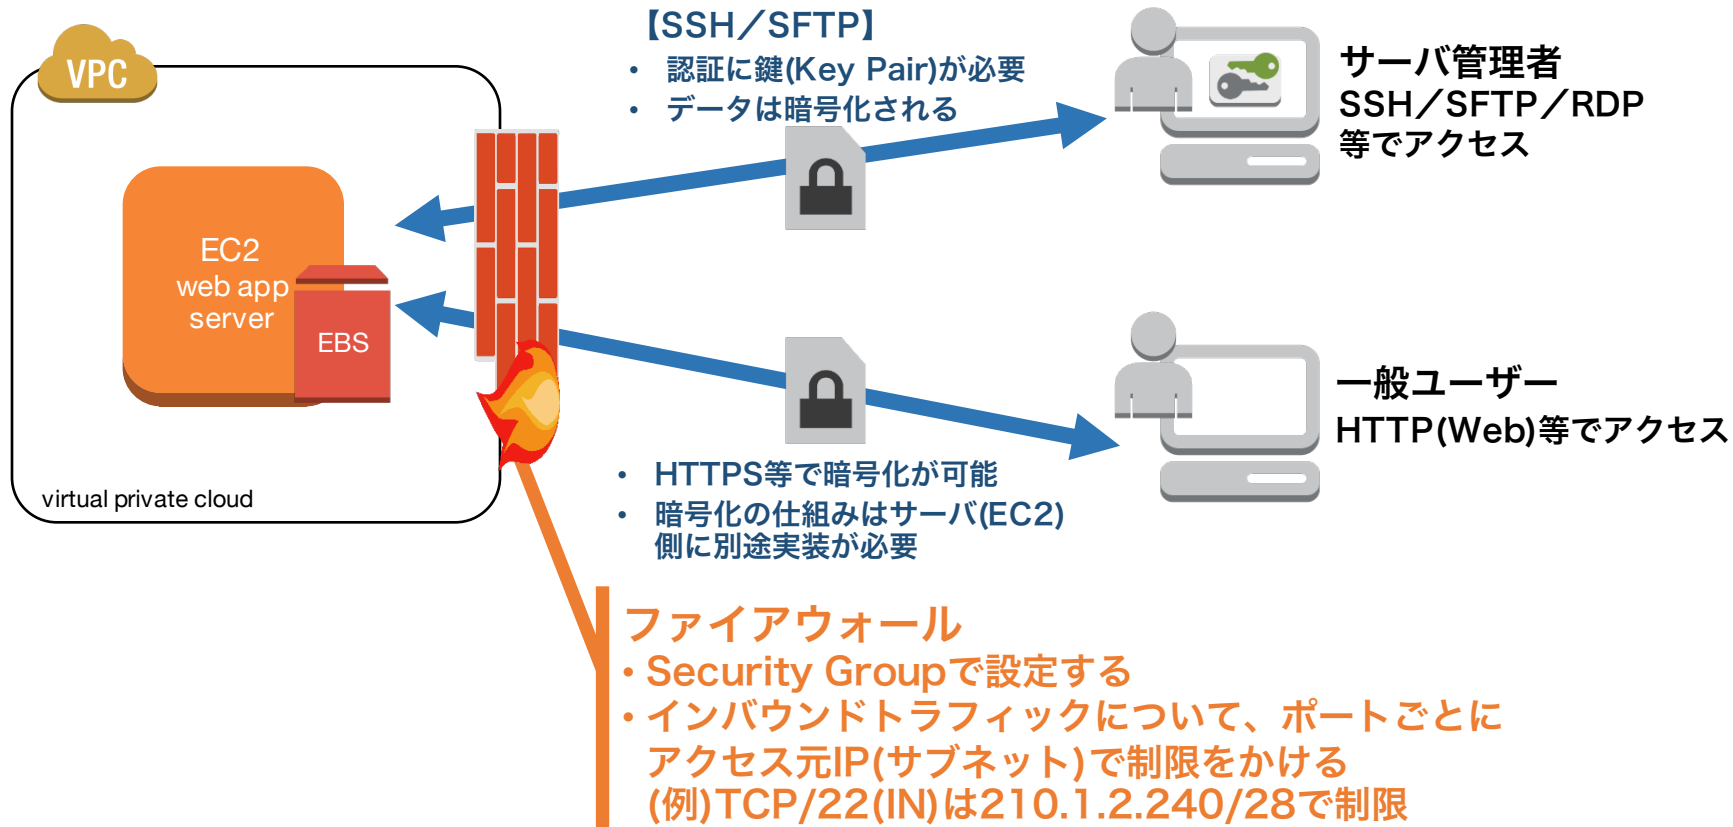 VPC
EC2
web app
server
EBS
virtual private cloud
【SSH／SFTP】
• 認証に鍵(Key Pair)が必要
• データは暗号化される
サーバ管理者
SSH／SFTP／RDP
等でアクセス
一般ユーザー
HTTP(Web)等でアクセス
• HTTPS等で暗号化が可能
• 暗号化の仕組みはサーバ(EC2)
側に別途実装が必要
ファイアウォール
・Security Groupで設定する
・インバウンドトラフィックについて、ポートごとに
アクセス元IP(サブネット)で制限をかける
(例)TCP/22(IN)は210.1.2.240/28で制限